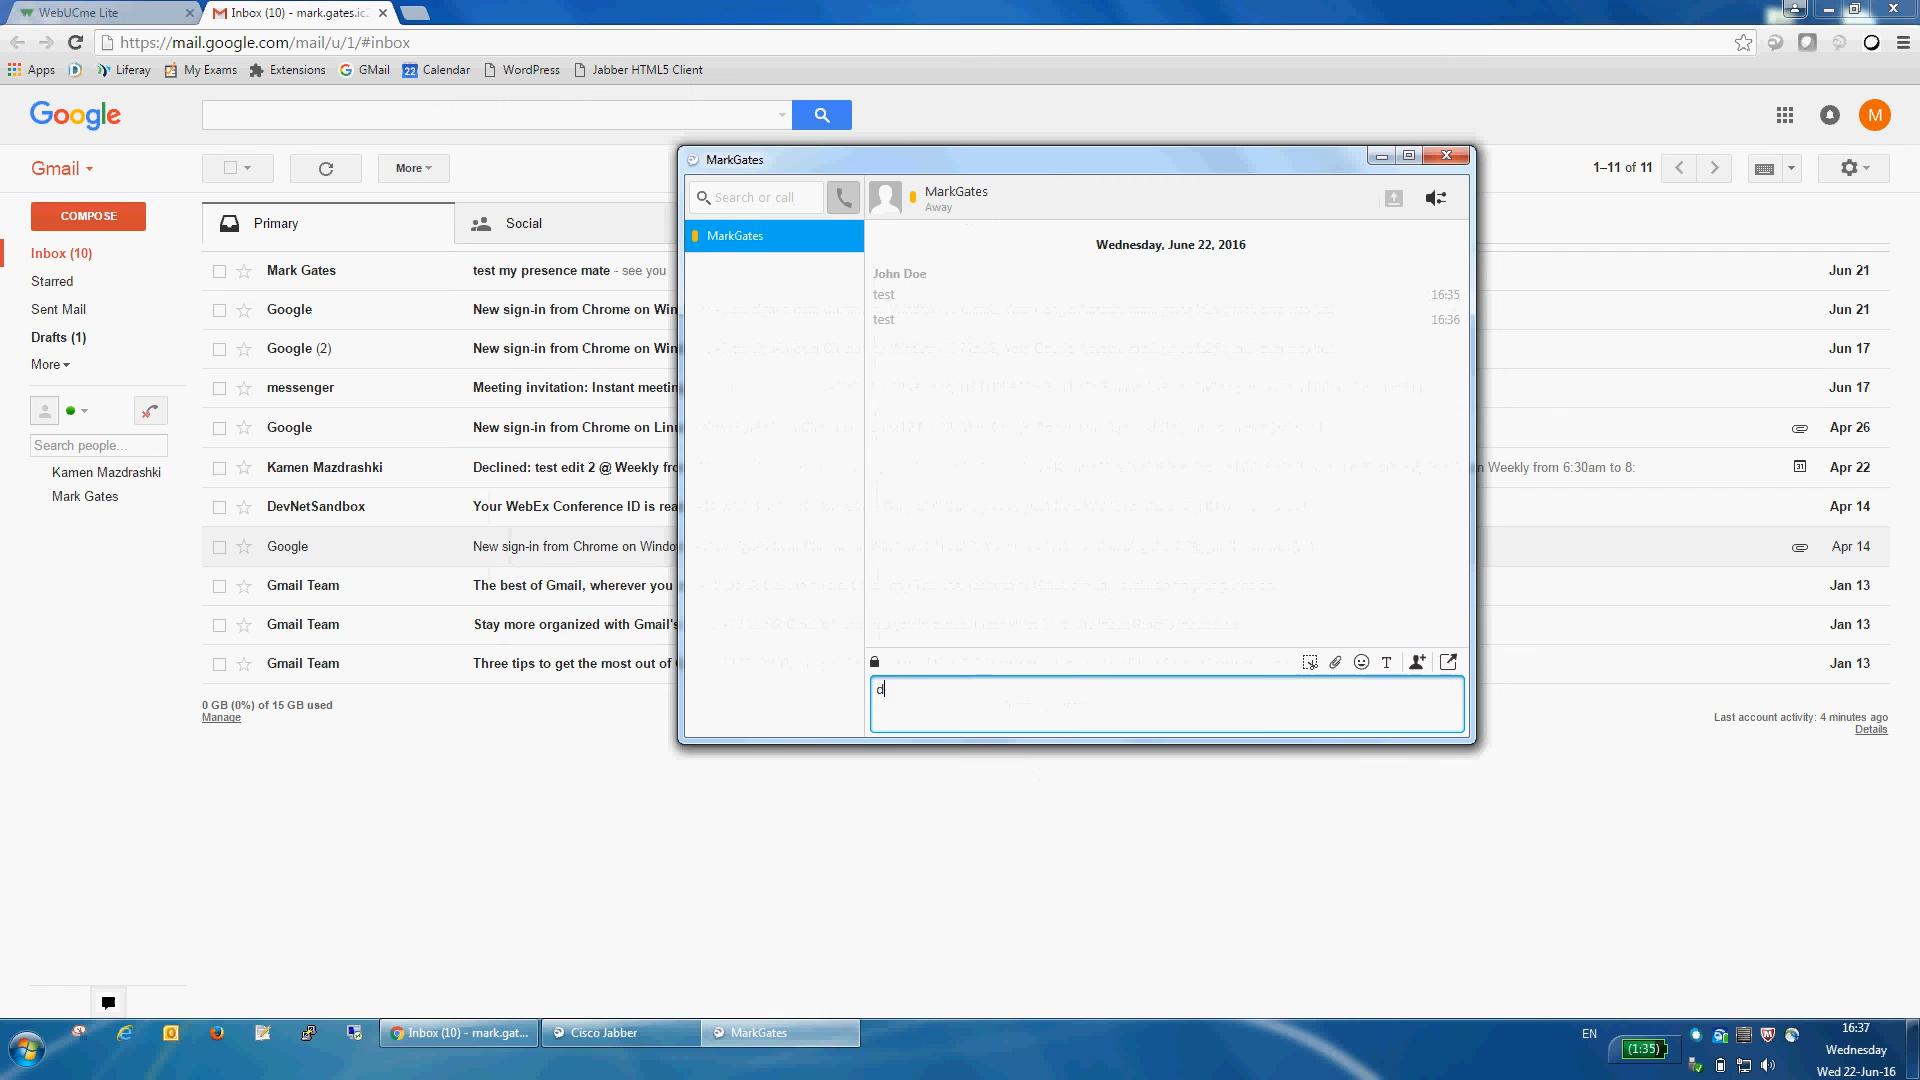 WebUCme Lite
Inbox (10) - mark.gates.ic
https://mail.google.com/mail/u/1/#inbox
Apps
Liferay
My Exams
Extensions
GMail
22
Calendar
WordPress
Jabber HTML5 Client
Google
M
Gmail
More
1–11 of 11
COMPOSE
Primary
Social
Inbox (10)
Starred
Sent Mail
Drafts (1)
More
Search people...
Kamen Mazdrashki
Mark Gates
Mark Gates test my presence mate - see you Jun 21
Google New sign-in from Chrome on Win Jun 21
Google (2) New sign-in from Chrome on Win Jun 17
messenger Meeting invitation: Instant meetin Jun 17
Google New sign-in from Chrome on Linu Apr 26
Kamen Mazdrashki Declined: test edit 2 @ Weekly fro n Weekly from 6:30am to 8: 31 Apr 22
DevNetSandbox Your WebEx Conference ID is rea Apr 14
Google New sign-in from Chrome on Windo Apr 14
Gmail Team The best of Gmail, wherever you Jan 13
Gmail Team Stay more organized with Gmail's Jan 13
Gmail Team Three tips to get the most out of Jan 13
0 GB (0%) of 15 GB used
Manage
Last account activity: 4 minutes ago
Details
MarkGates
Search or call
MarkGates
Away
MarkGates
Wednesday, June 22, 2016
John Doe
test 16:35
test 16:36
d
Inbox (10) - mark.gat...
Cisco Jabber
MarkGates
EN
(1:35)
16:37
Wednesday
Wed 22-Jun-16